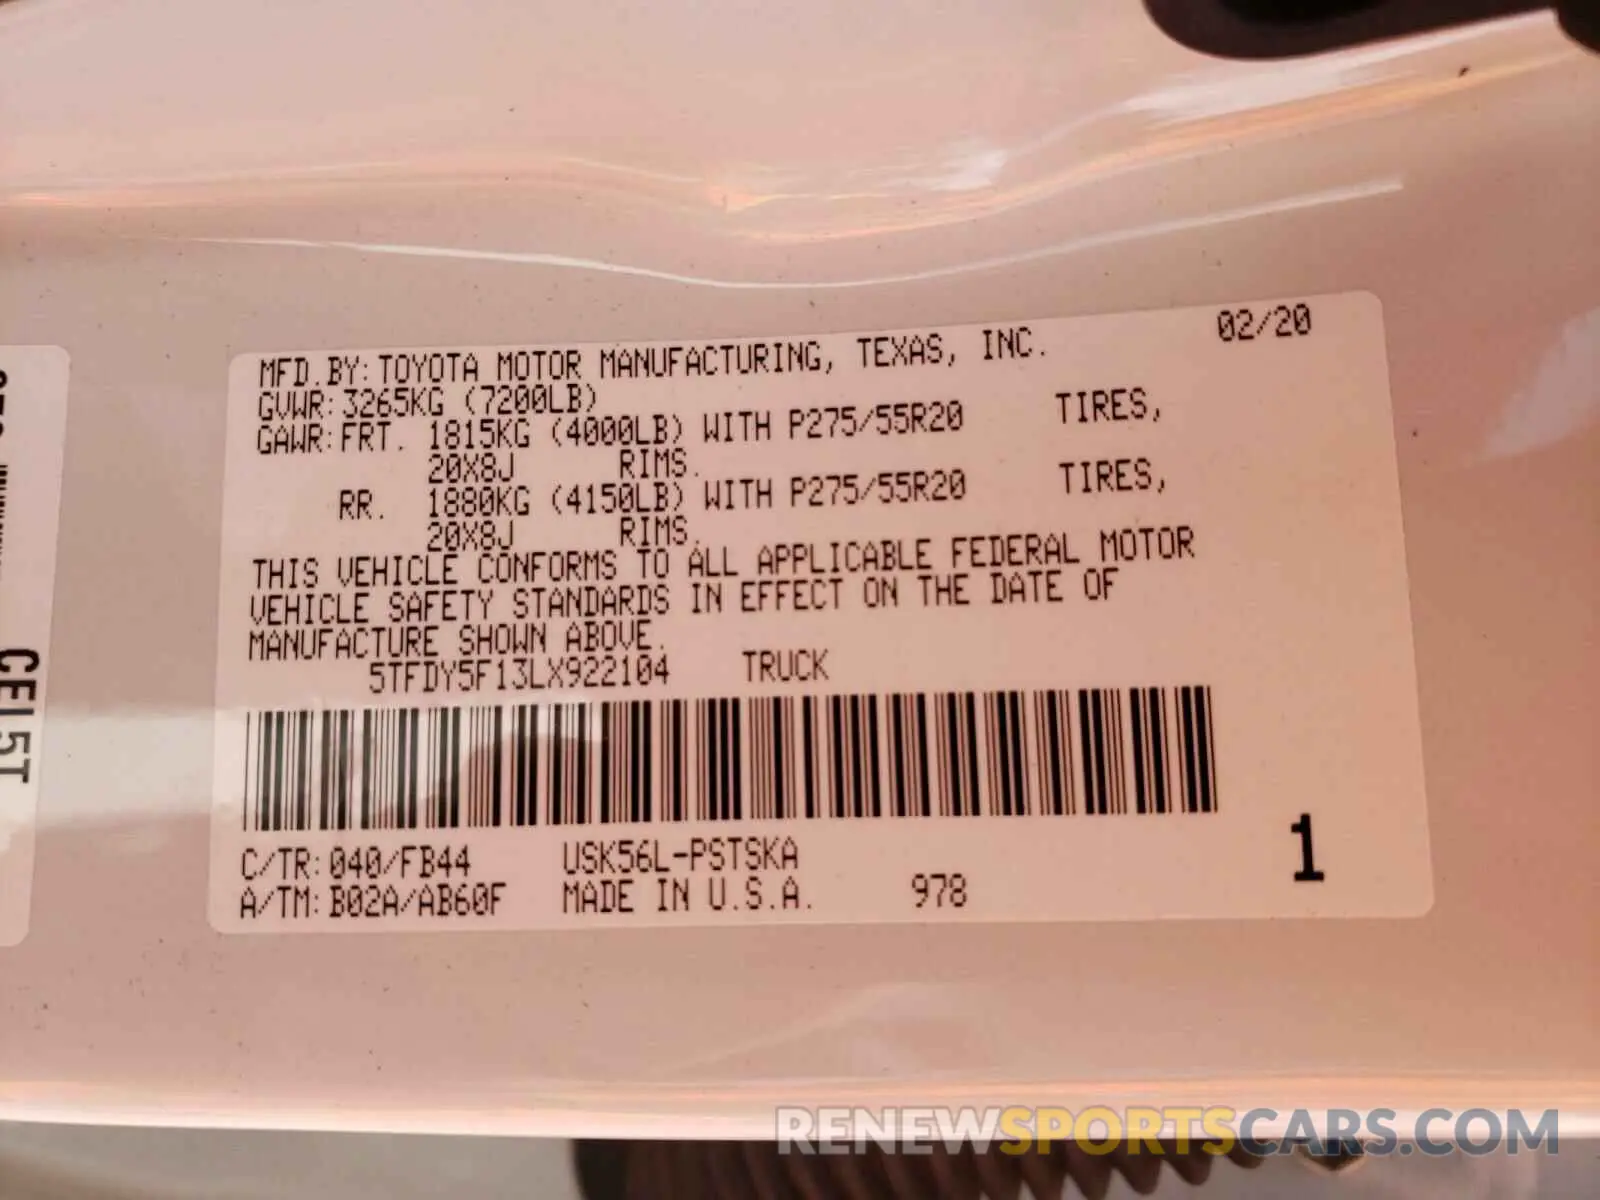 02/20
MFD.BY:TOYOTA MOTOR MANUFACTURING, TEXAS, INC.
GVWR:3265KG (7200LB)
GAWR:FRT. 1815KG (4000LB) WITH P275/55R20 TIRES,
20X8J RIMS.
RR. 1880KG (4150LB) WITH P275/55R20 TIRES,
20X8J RIMS.
THIS VEHICLE CONFORMS TO ALL APPLICABLE FEDERAL MOTOR
VEHICLE SAFETY STANDARDS IN EFFECT ON THE DATE OF
MANUFACTURE SHOWN ABOVE.
5TFDY5F13LX922104 TRUCK
C/TR:040/FB44 USK56L-PSTSKA
A/TM:B02A/AB60F MADE IN U.S.A. 978
1
RENEWSPORTSCARS.COM